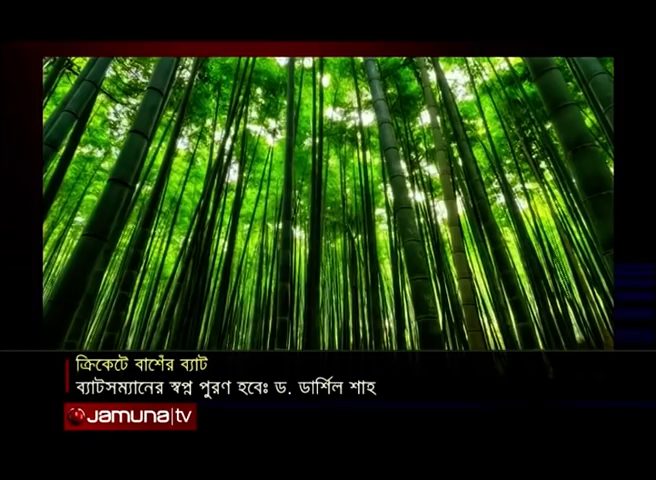 ক্রিকেটে বাশেঁর ব্যাট
ব্যাটসম্যানের স্বপ্ন পুরণ হবেঃ ড. ডার্শিল শাহ
Jamuna|tv